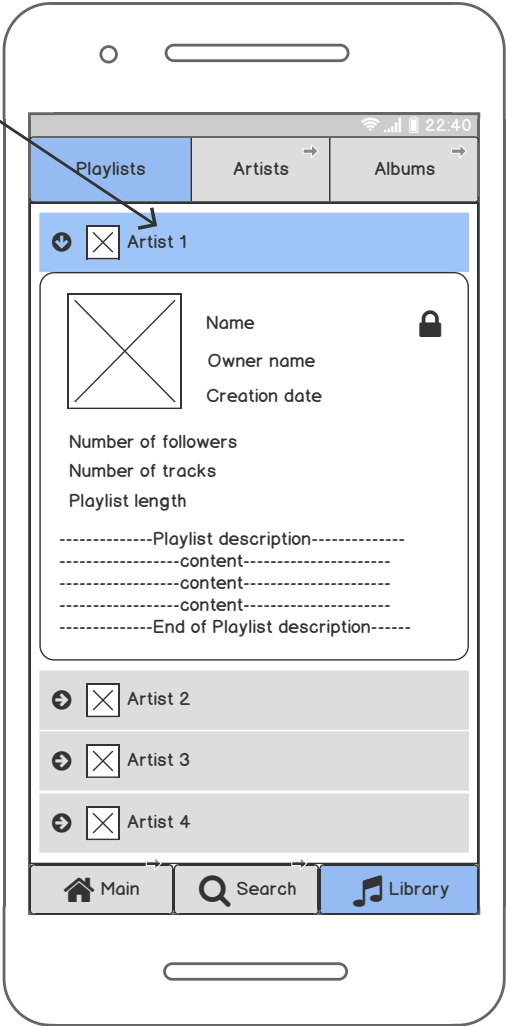 22:40
Playlists
Artists
Albums
Artist 1
Name
Owner name
Creation date
Number of followers
Number of tracks
Playlist length
--------------Playlist description--------------
------------------content----------------------
------------------content----------------------
------------------content----------------------
--------------End of Playlist description------
Artist 2
Artist 3
Artist 4
Main
Search
Library